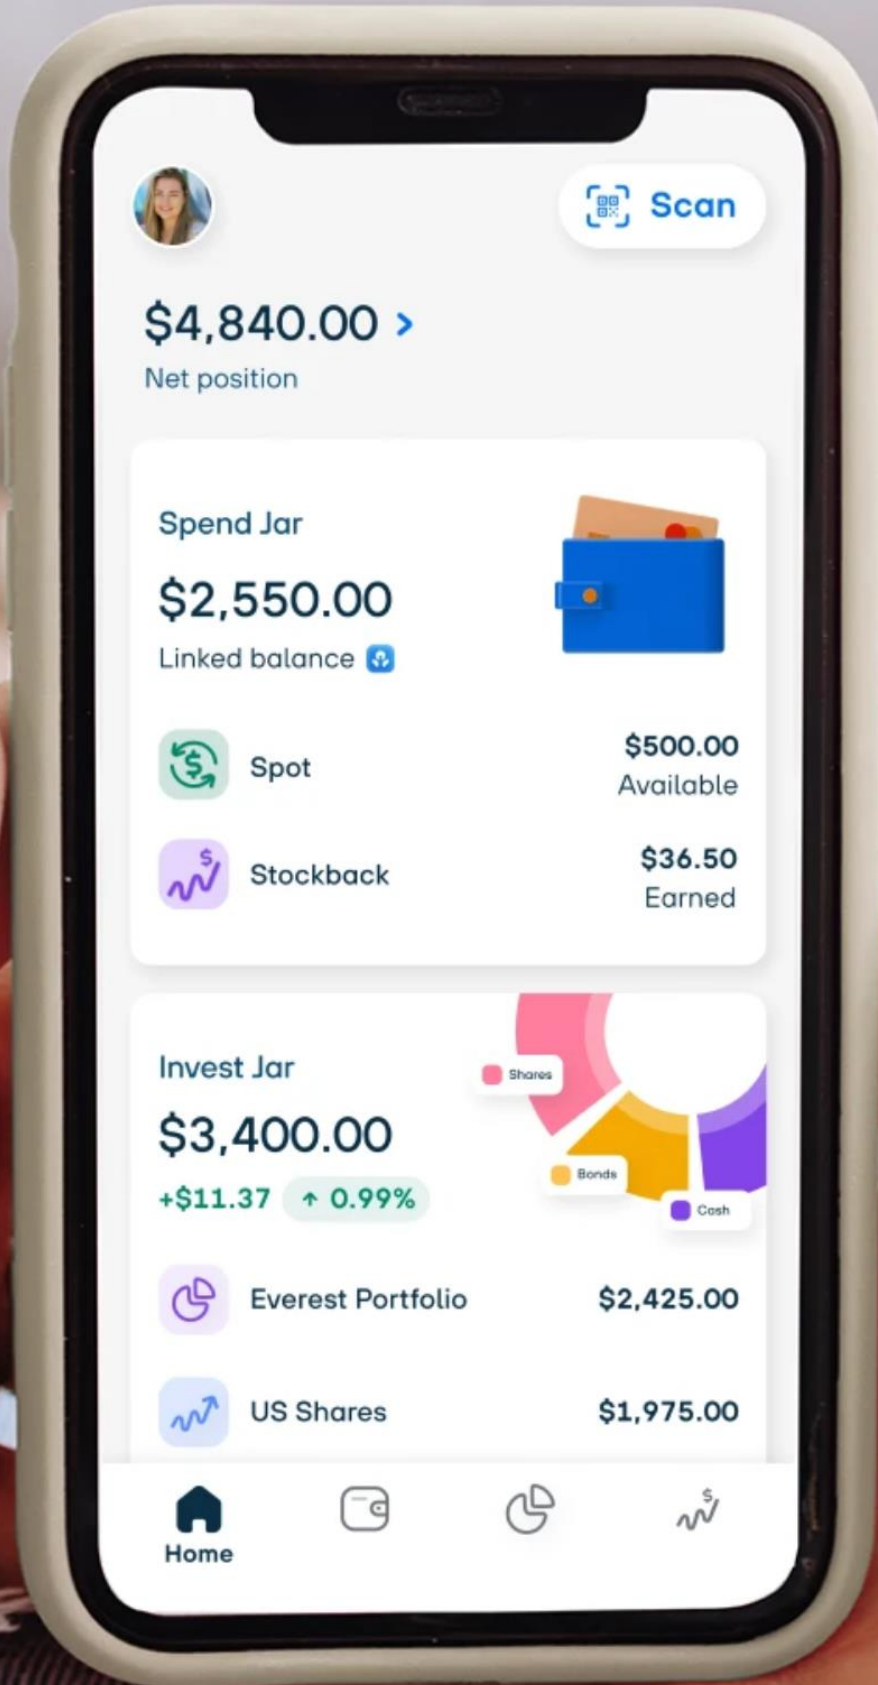 Scan
$4,840.00 >
Net position
Spend Jar
$2,550.00
Linked balance
Spot
$500.00
Available
Stockback
$36.50
Earned
Invest Jar
$3,400.00
+$11.37 ↑ 0.99%
Shares
Bonds
Cash
Everest Portfolio $2,425.00
US Shares $1,975.00
Home